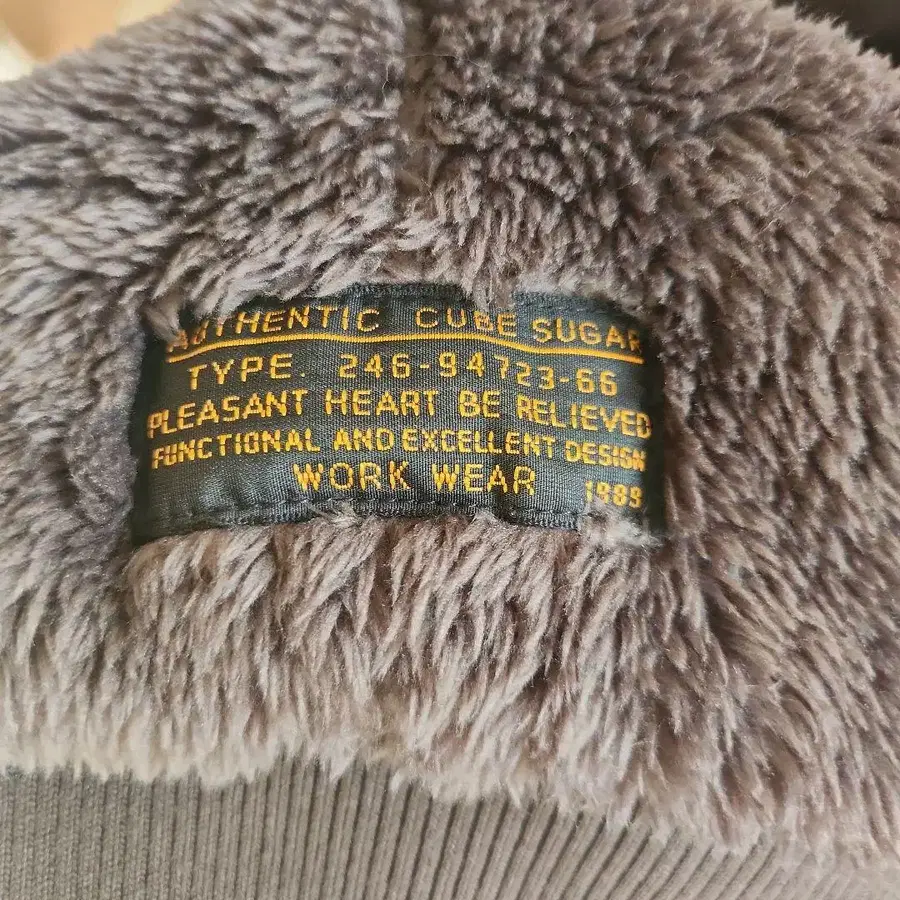 AUTHENTIC CUBE SUGAR
TYPE. 246-94723-66
PLEASANT HEART BE RELIEVED
FUNCTIONAL AND EXCELLENT DESIGN
WORK WEAR 1989